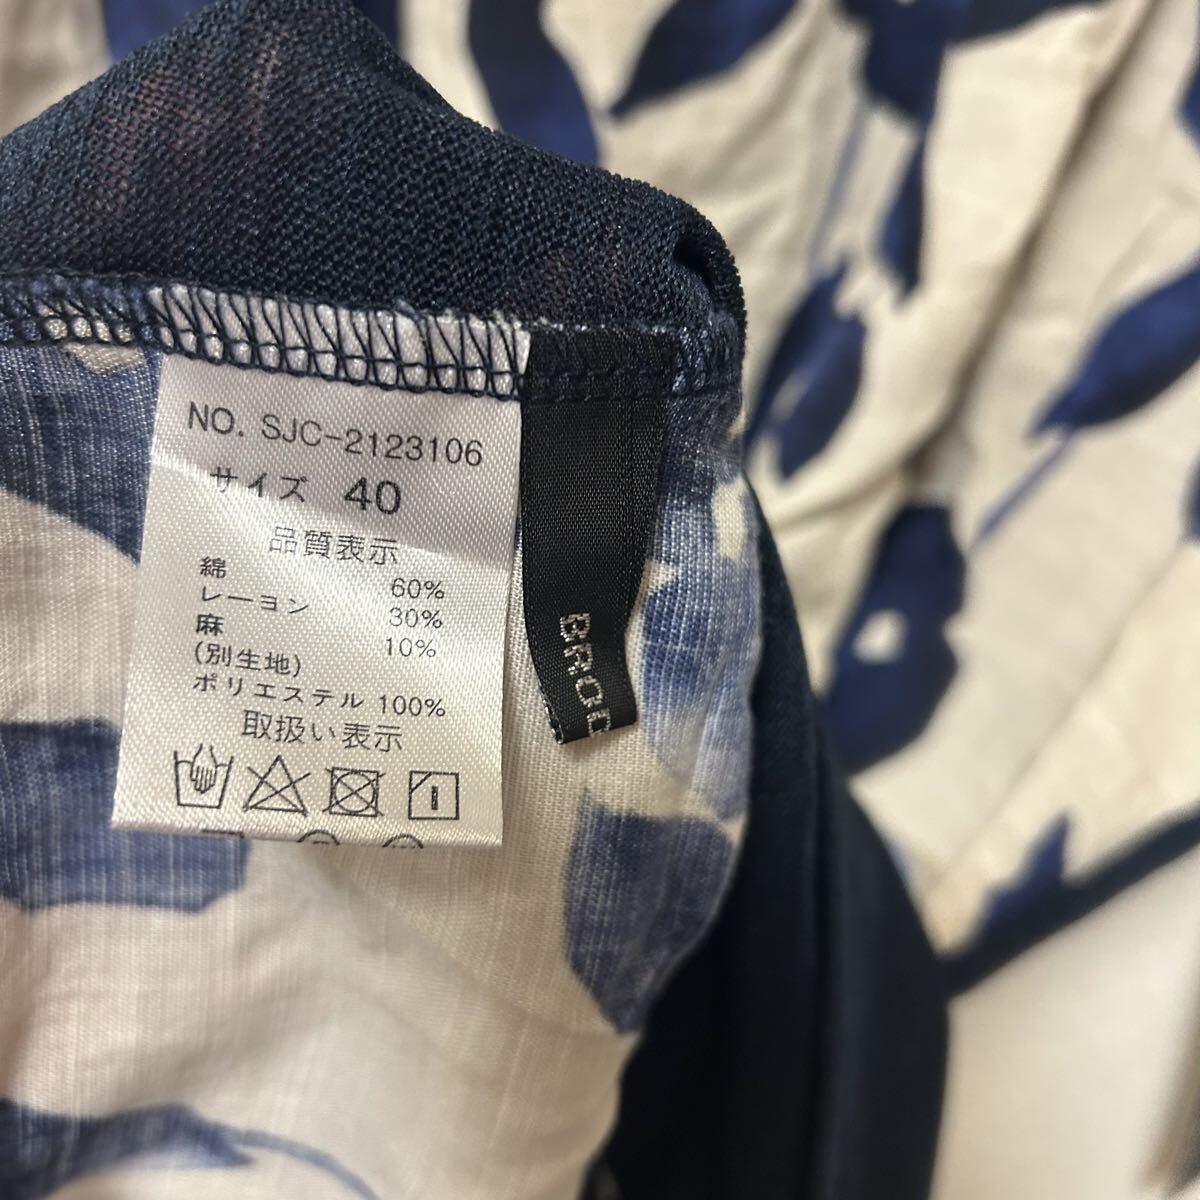 NO. SJC-2123106
サイズ 40
品質表示
綿 60%
レーヨン 30%
麻 10%
(別生地)
ポリエステル 100%
取扱い表示